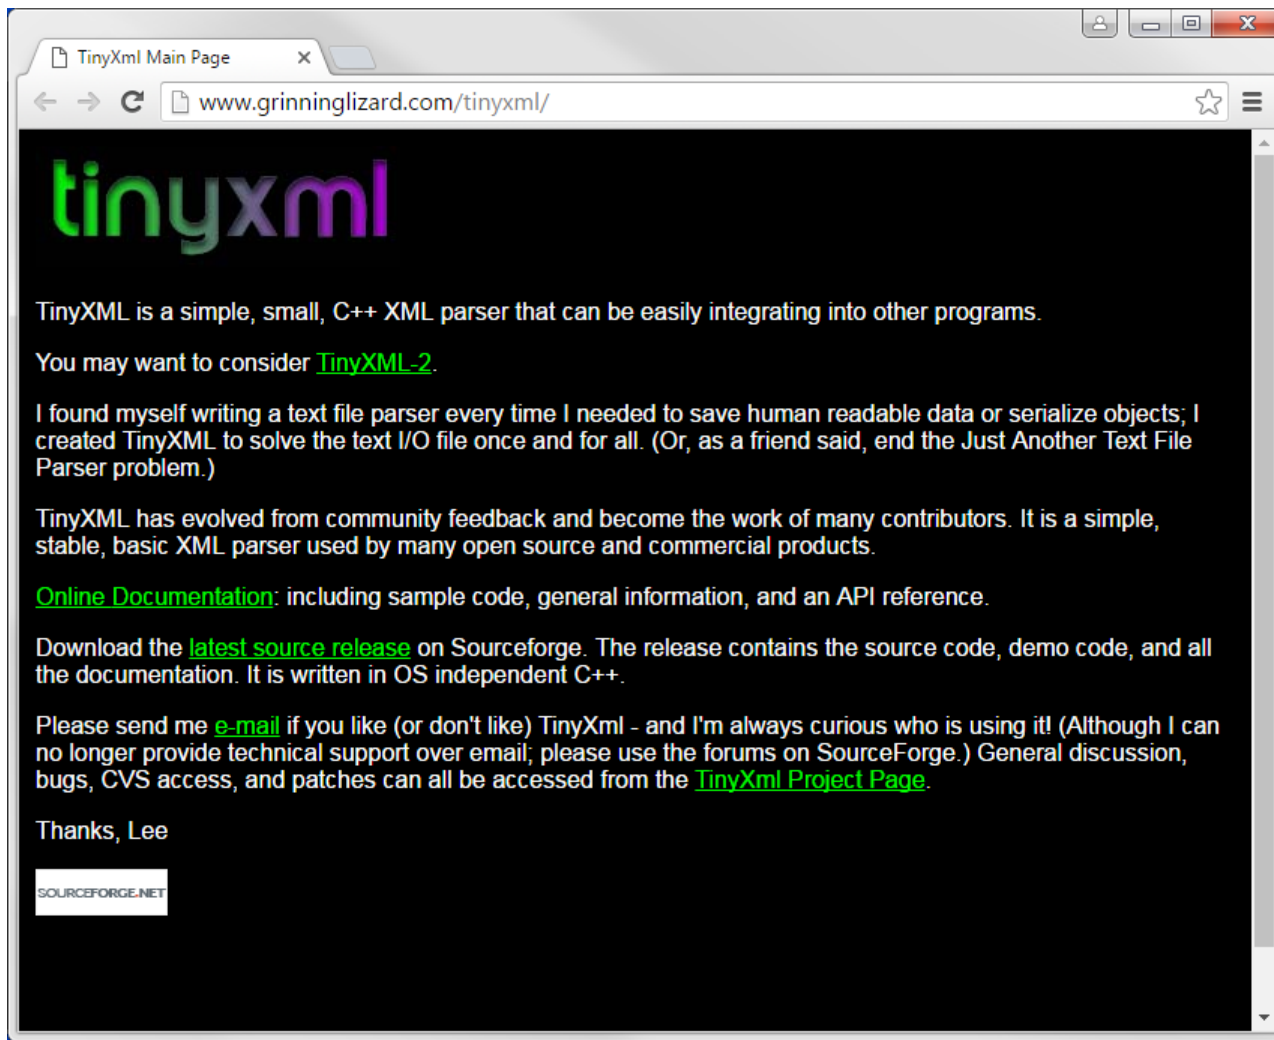 TinyXml Main Page
www.grinninglizard.com/tinyxml/
tinyxml
TinyXML is a simple, small, C++ XML parser that can be easily integrating into other programs.
You may want to consider TinyXML-2.
I found myself writing a text file parser every time I needed to save human readable data or serialize objects; I
created TinyXML to solve the text I/O file once and for all. (Or, as a friend said, end the Just Another Text File
Parser problem.)
TinyXML has evolved from community feedback and become the work of many contributors. It is a simple,
stable, basic XML parser used by many open source and commercial products.
Online Documentation: including sample code, general information, and an API reference.
Download the latest source release on Sourceforge. The release contains the source code, demo code, and all
the documentation. It is written in OS independent C++.
Please send me e-mail if you like (or don't like) TinyXml - and I'm always curious who is using it! (Although I can
no longer provide technical support over email; please use the forums on SourceForge.) General discussion,
bugs, CVS access, and patches can all be accessed from the TinyXml Project Page.
Thanks, Lee
SOURCEFORGE.NET